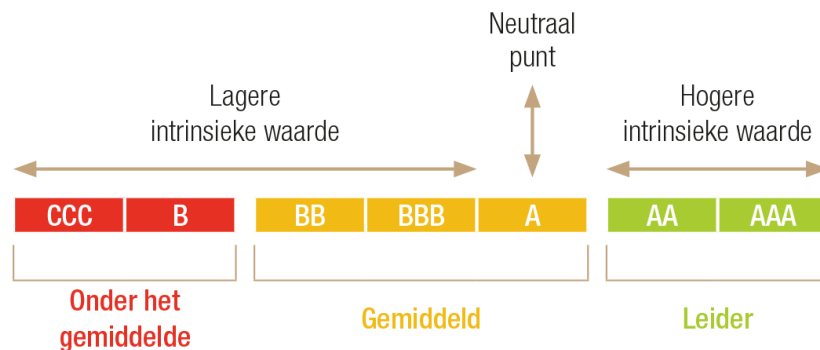 Neutraal
punt
Lagere
intrinsieke waarde
Hogere
intrinsieke waarde
CCC B BB BBB A AA AAA
Onder het
gemiddelde
Gemiddeld
Leider